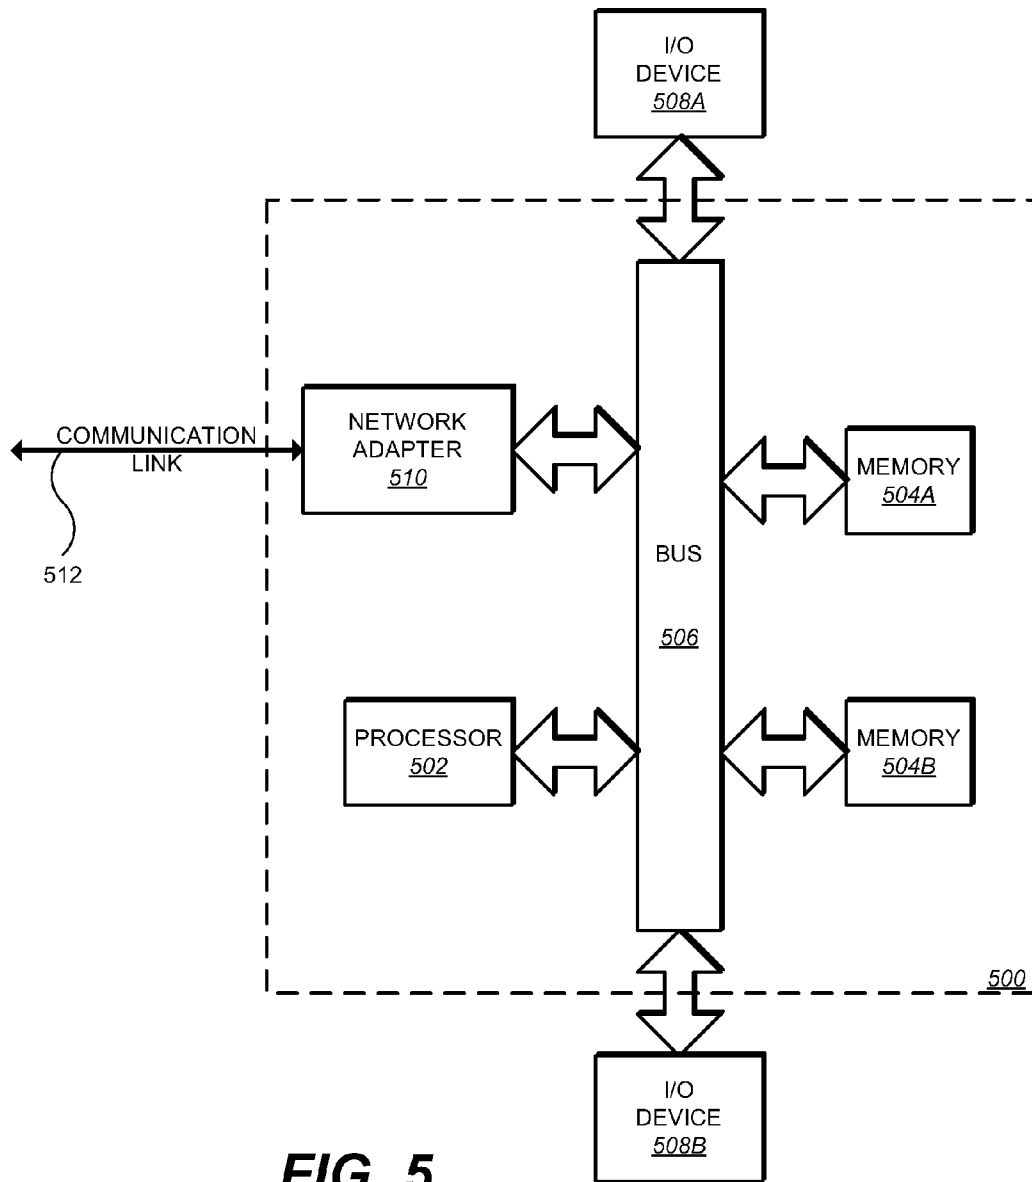 I/O
DEVICE
508A
NETWORK
ADAPTER
510
COMMUNICATION
LINK
512
MEMORY
504A
BUS
506
PROCESSOR
502
MEMORY
504B
500
I/O
DEVICE
508B
FIG. 5